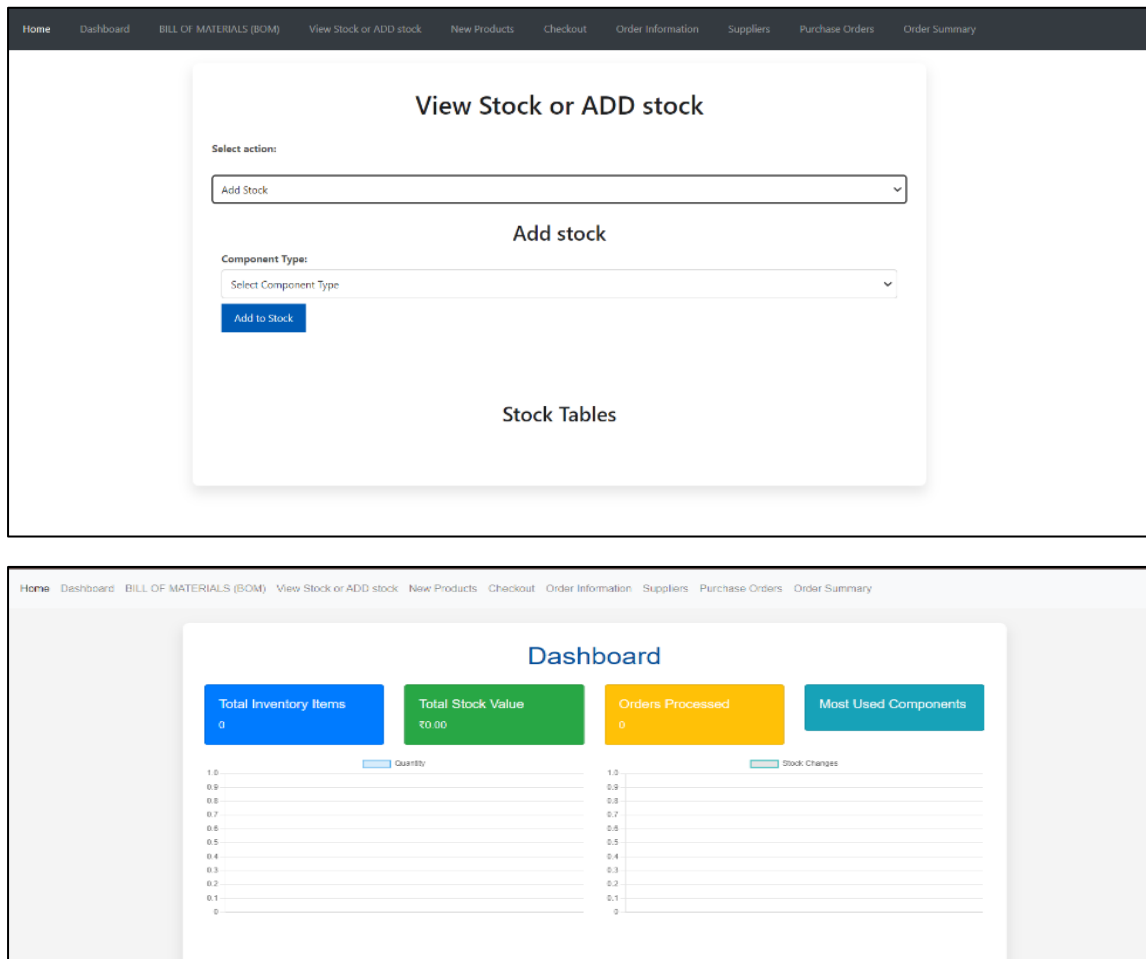 Home Dashboard BILL OF MATERIALS (BOM) View Stock or ADD stock New Products Checkout Order Information Suppliers Purchase Orders Order Summary
View Stock or ADD stock
Select action:
Add Stock
Add stock
Component Type:
Select Component Type
Add to Stock
Stock Tables
Home Dashboard BILL OF MATERIALS (BOM) View Stock or ADD stock New Products Checkout Order Information Suppliers Purchase Orders Order Summary
Dashboard
Total Inventory Items
0
Total Stock Value
₹0.00
Orders Processed
0
Most Used Components
Quantity
1.0
0.9
0.8
0.7
0.6
0.5
0.4
0.3
0.2
0.1
0
Stock Changes
1.0
0.9
0.8
0.7
0.6
0.5
0.4
0.3
0.2
0.1
0